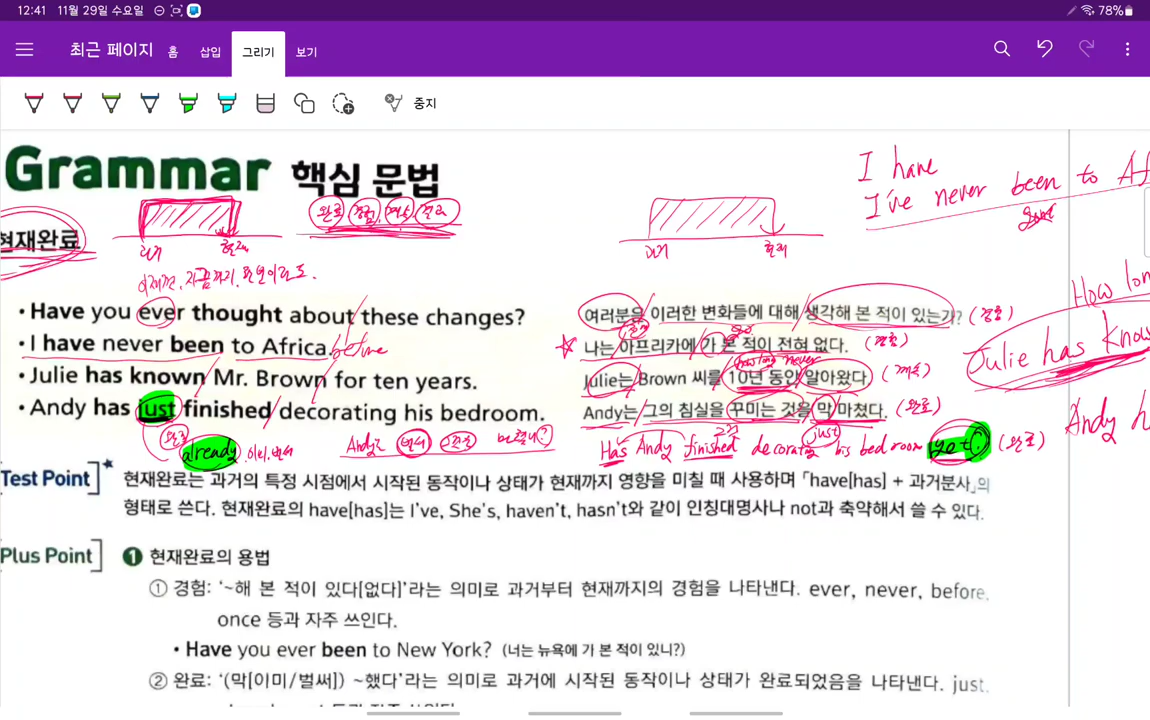 12:41 11월 29일 수요일 78%
최근 페이지 홈 삽입 그리기 보기
중지
Grammar 핵심 문법
I have
I've never been to Af
완료 경험 계속 결과
현재완료
과거 현재
과거 현재
How lon
• Have you ever thought about these changes? 여러분은 이러한 변화들에 대해 생각해 본 적이 있는가? (경험)
• I have never been to Africa. before 나는 아프리카에 가 본 적이 전혀 없다. (경험)
Julie has know
• Julie has known Mr. Brown for ten years. Julie는 Brown 씨를 10년 동안 알아왔다. (계속)
• Andy has just finished decorating his bedroom. Andy는 그의 침실을 꾸미는 것을 막 마쳤다. (완료)
Andy h
완료 already 이미, 벌써 Andy는 벌써
Has Andy finished decorating his bedroom yet? (완료)
just
Test Point 현재완료는 과거의 특정 시점에서 시작된 동작이나 상태가 현재까지 영향을 미칠 때 사용하며 「have[has] + 과거분사」의
형태로 쓴다. 현재완료의 have[has]는 I've, She's, haven't, hasn't와 같이 인칭대명사나 not과 축약해서 쓸 수 있다.
Plus Point 1 현재완료의 용법
① 경험: '~해 본 적이 있다[없다]'라는 의미로 과거부터 현재까지의 경험을 나타낸다. ever, never, before,
once 등과 자주 쓰인다.
• Have you ever been to New York? (너는 뉴욕에 가 본 적이 있니?)
② 완료: '(막[이미/벌써]) ~했다'라는 의미로 과거에 시작된 동작이나 상태가 완료되었음을 나타낸다. just,